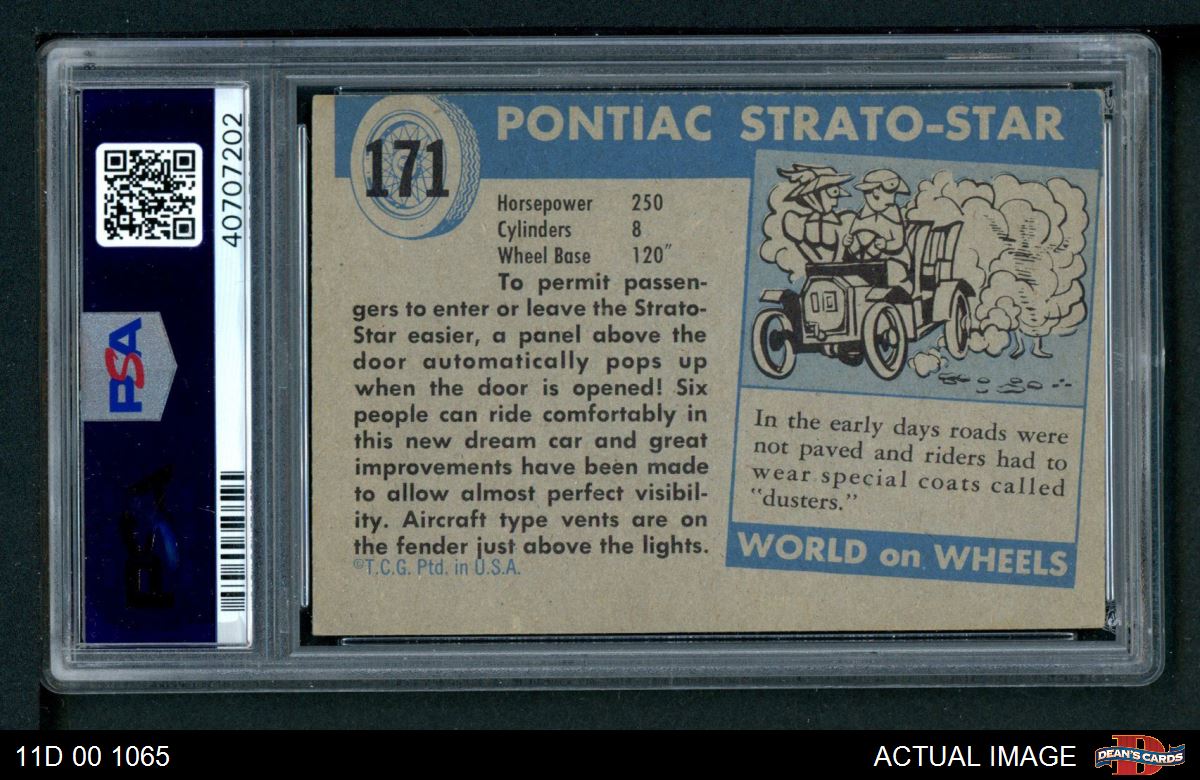 40707202
PSA
PSA
171
PONTIAC STRATO-STAR
Horsepower 250
Cylinders 8
Wheel Base 120"
To permit passen-
gers to enter or leave the Strato-
Star easier, a panel above the
door automatically pops up
when the door is opened! Six
people can ride comfortably in
this new dream car and great
improvements have been made
to allow almost perfect visibil-
ity. Aircraft type vents are on
the fender just above the lights.
©T.C.G. Ptd. in U.S.A.
In the early days roads were
not paved and riders had to
wear special coats called
"dusters."
WORLD on WHEELS
11D 00 1065
ACTUAL IMAGE
D
DEAN'S CARDS